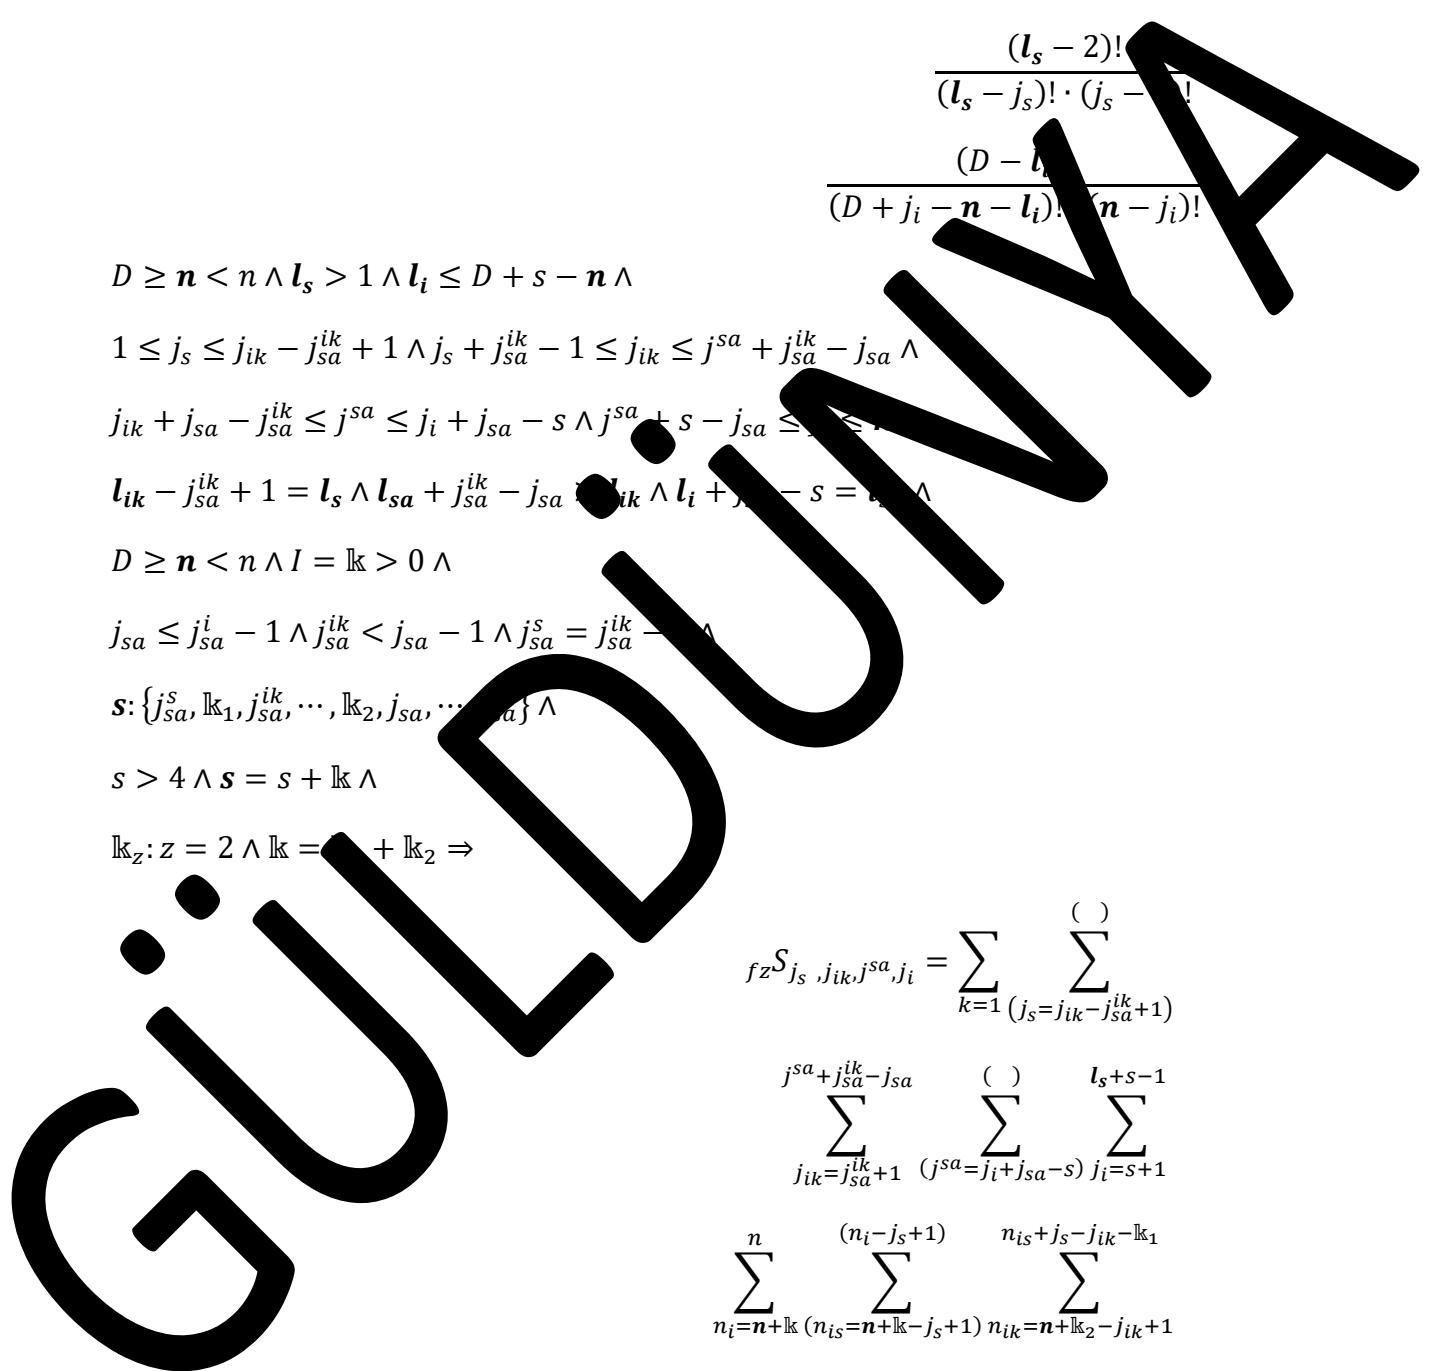 (𝒍𝒔 − 2)!
(𝒍𝒔 − j_s)! · (j_s − )!
(D − 𝒍
(D + j_i − 𝒏 − 𝒍_i)! (𝒏 − j_i)!
D ≥ 𝒏 < n ∧ 𝒍_s > 1 ∧ 𝒍_i ≤ D + s − 𝒏 ∧
1 ≤ j_s ≤ j_ik − j_sa^ik + 1 ∧ j_s + j_sa^ik − 1 ≤ j_ik ≤ j^sa + j_sa^ik − j_sa ∧
j_ik + j_sa − j_sa^ik ≤ j^sa ≤ j_i + j_sa − s ∧ j^sa + s − j_sa ≤ ≤
𝒍_ik − j_sa^ik + 1 = 𝒍_s ∧ 𝒍_sa + j_sa^ik − j_sa 𝒍_ik ∧ 𝒍_i + − s = ∧
D ≥ 𝒏 < n ∧ I = 𝕜 > 0 ∧
j_sa ≤ j_sa^i − 1 ∧ j_sa^ik < j_sa − 1 ∧ j_sa^s = j_sa^ik − ∧
𝒔: {j_sa^s, 𝕜_1, j_sa^ik, ⋯ , 𝕜_2, j_sa, ⋯ } ∧
s > 4 ∧ 𝒔 = s + 𝕜 ∧
𝕜_z: z = 2 ∧ 𝕜 = + 𝕜_2 ⇒
_fz S_{j_s ,j_ik,j^sa,j_i} = ∑_{k=1} ∑_{(j_s=j_ik−j_sa^ik+1)}^{( )}
∑_{j_ik=j_sa^ik+1}^{j^sa+j_sa^ik−j_sa} ∑_{(j^sa=j_i+j_sa−s)}^{( )} ∑_{j_i=s+1}^{𝒍_s+s−1}
∑_{n_i=𝒏+𝕜}^{n} ∑_{(n_is=𝒏+𝕜−j_s+1)}^{(n_i−j_s+1)} ∑_{n_ik=𝒏+𝕜_2−j_ik+1}^{n_is+j_s−j_ik−𝕜_1}
GÜLDÜNYA